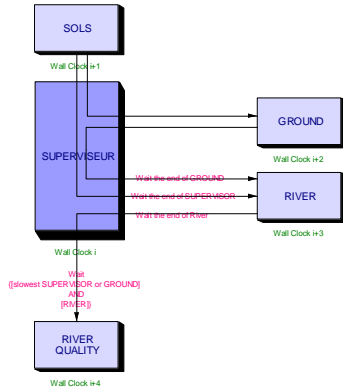 SOLS
Wall Clock i+1
GROUND
SUPERVISEUR
Wall Clock i+2
Wait the end of GROUND
Wait the end of SUPERVISOR
RIVER
Wait the end of River
Wall Clock i+3
Wall Clock i
Wait
([slowest SUPERVISOR or GROUND]
AND
[RIVER]}
RIVER
QUALITY
Wall Clock i+4